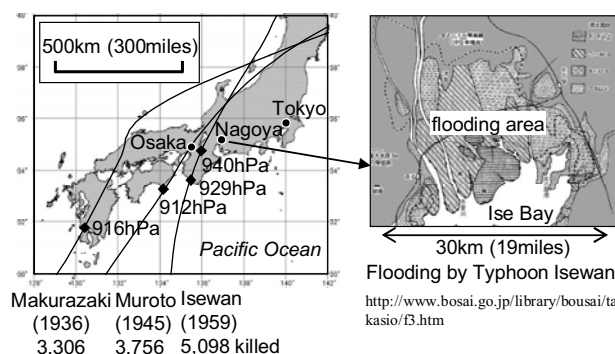 500km (300miles)
Tokyo
Nagoya
Osaka
940hPa
929hPa
912hPa
916hPa
Pacific Ocean
flooding area
Ise Bay
30km (19miles)
Flooding by Typhoon Isewan
http://www.bosai.go.jp/library/bousai/ta
kasio/f3.htm
Makurazaki Muroto Isewan
(1936) (1945) (1959)
3,306 3,756 5,098 killed